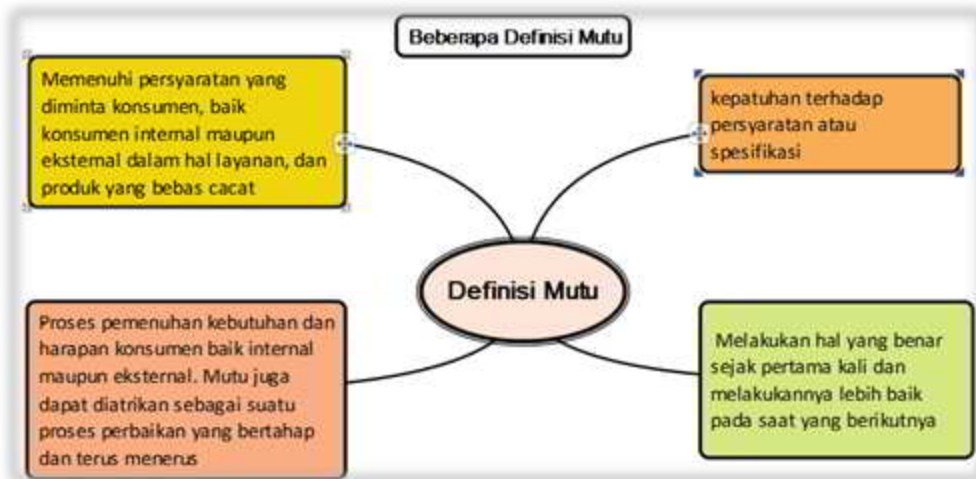 Beberapa Definisi Mutu
Memenuhi persyaratan yang
diminta konsumen, baik
konsumen internal maupun
eksternal dalam hal layanan, dan
produk yang bebas cacat
kepatuhan terhadap
persyaratan atau
spesifikasi
Definisi Mutu
Proses pemenuhan kebutuhan dan
harapan konsumen baik internal
maupun eksternal. Mutu juga
dapat diatrikan sebagai suatu
proses perbaikan yang bertahap
dan terus menerus
Melakukan hal yang benar
sejak pertama kali dan
melakukannya lebih baik
pada saat yang berikutnya